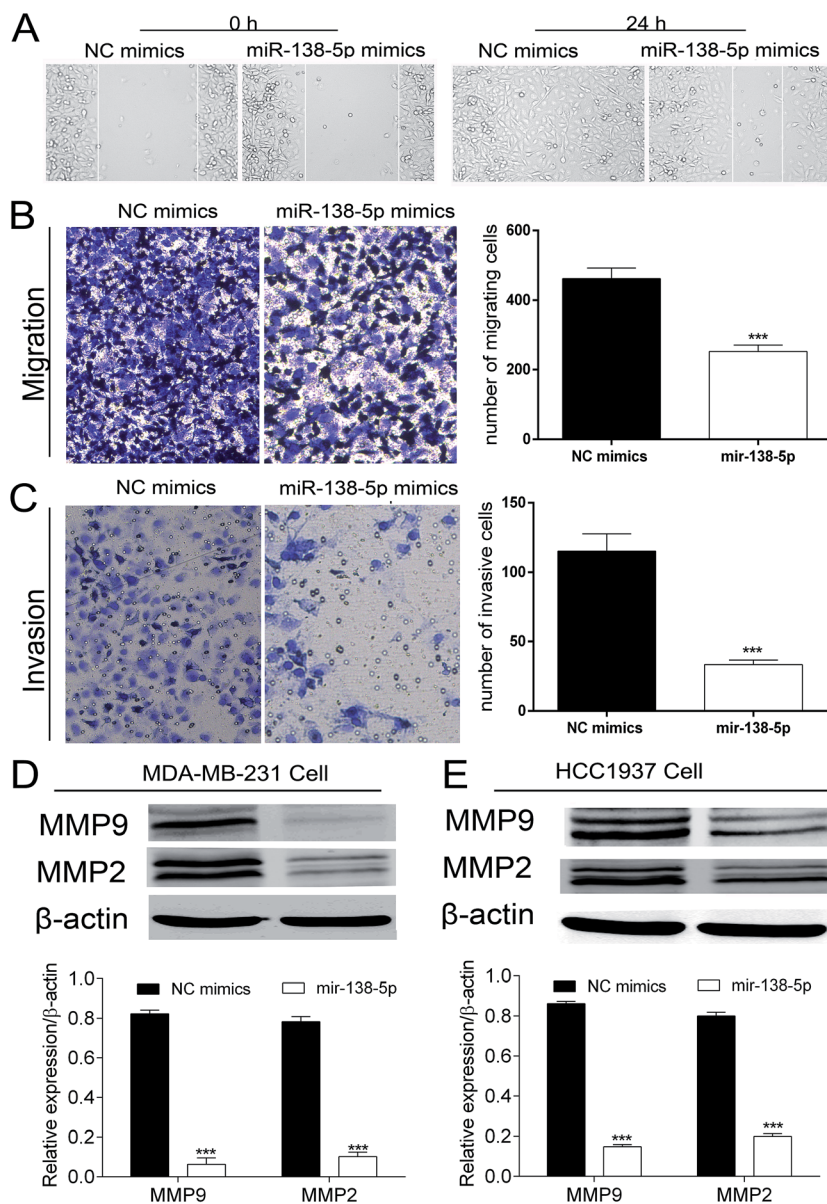 A
0 h
24 h
NC mimics
miR-138-5p mimics
NC mimics
miR-138-5p mimics
B
NC mimics
miR-138-5p mimics
Migration
number of migrating cells
600
400
200
0
***
NC mimics
mir-138-5p
C
NC mimics
miR-138-5p mimics
Invasion
number of invasive cells
150
100
50
0
***
NC mimics
mir-138-5p
D
MDA-MB-231 Cell
MMP9
MMP2
β-actin
Relative expression/β-actin
1.0
0.8
0.6
0.4
0.2
0.0
NC mimics
mir-138-5p
***
***
MMP9
MMP2
E
HCC1937 Cell
MMP9
MMP2
β-actin
Relative expression/β-actin
1.0
0.8
0.6
0.4
0.2
0.0
NC mimics
mir-138-5p
***
***
MMP9
MMP2